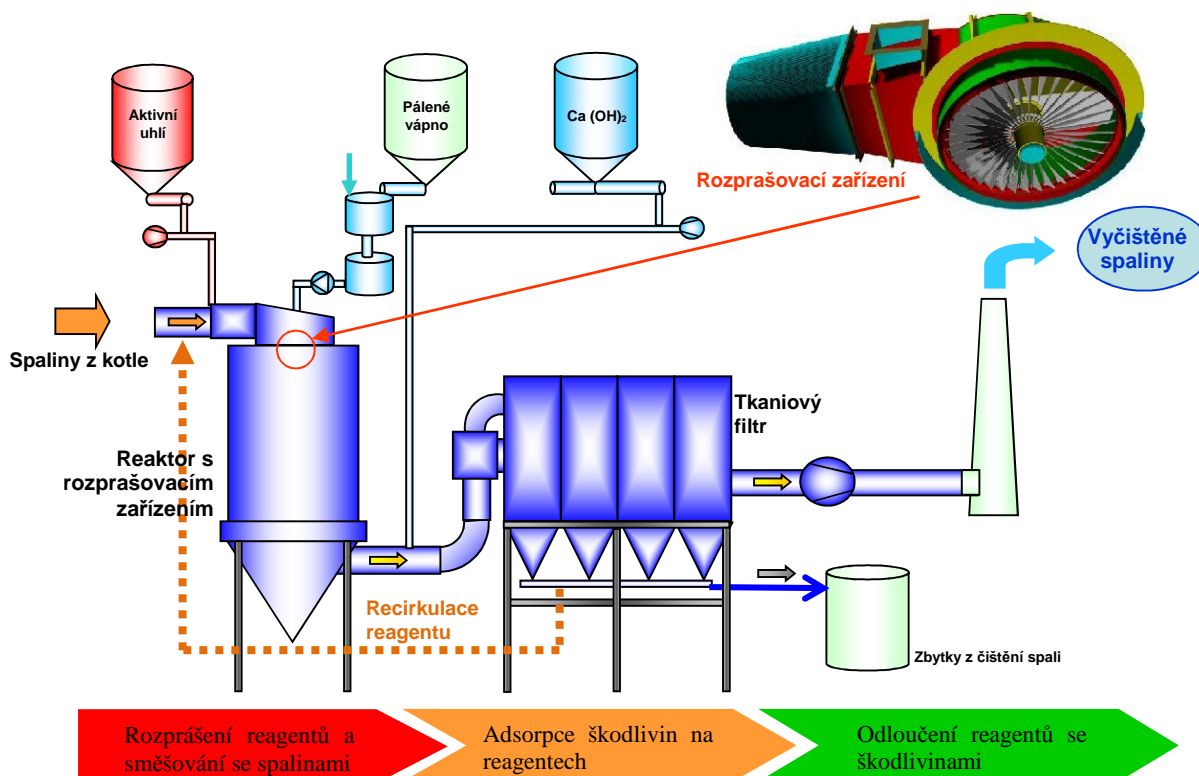 Aktivní
uhlí
Pálené
vápno
Ca (OH)₂
Rozprašovací zařízení
Vyčištěné
spaliny
Spaliny z kotle
Tkaniový
filtr
Reaktor s
rozprašovacím
zařízením
Recirkulace
reagentu
Zbytky z čištění spali
Rozprášení reagentů a
směšování se spalinami
Adsorpce škodlivin na
reagentech
Odloučení reagentů se
škodlivinami